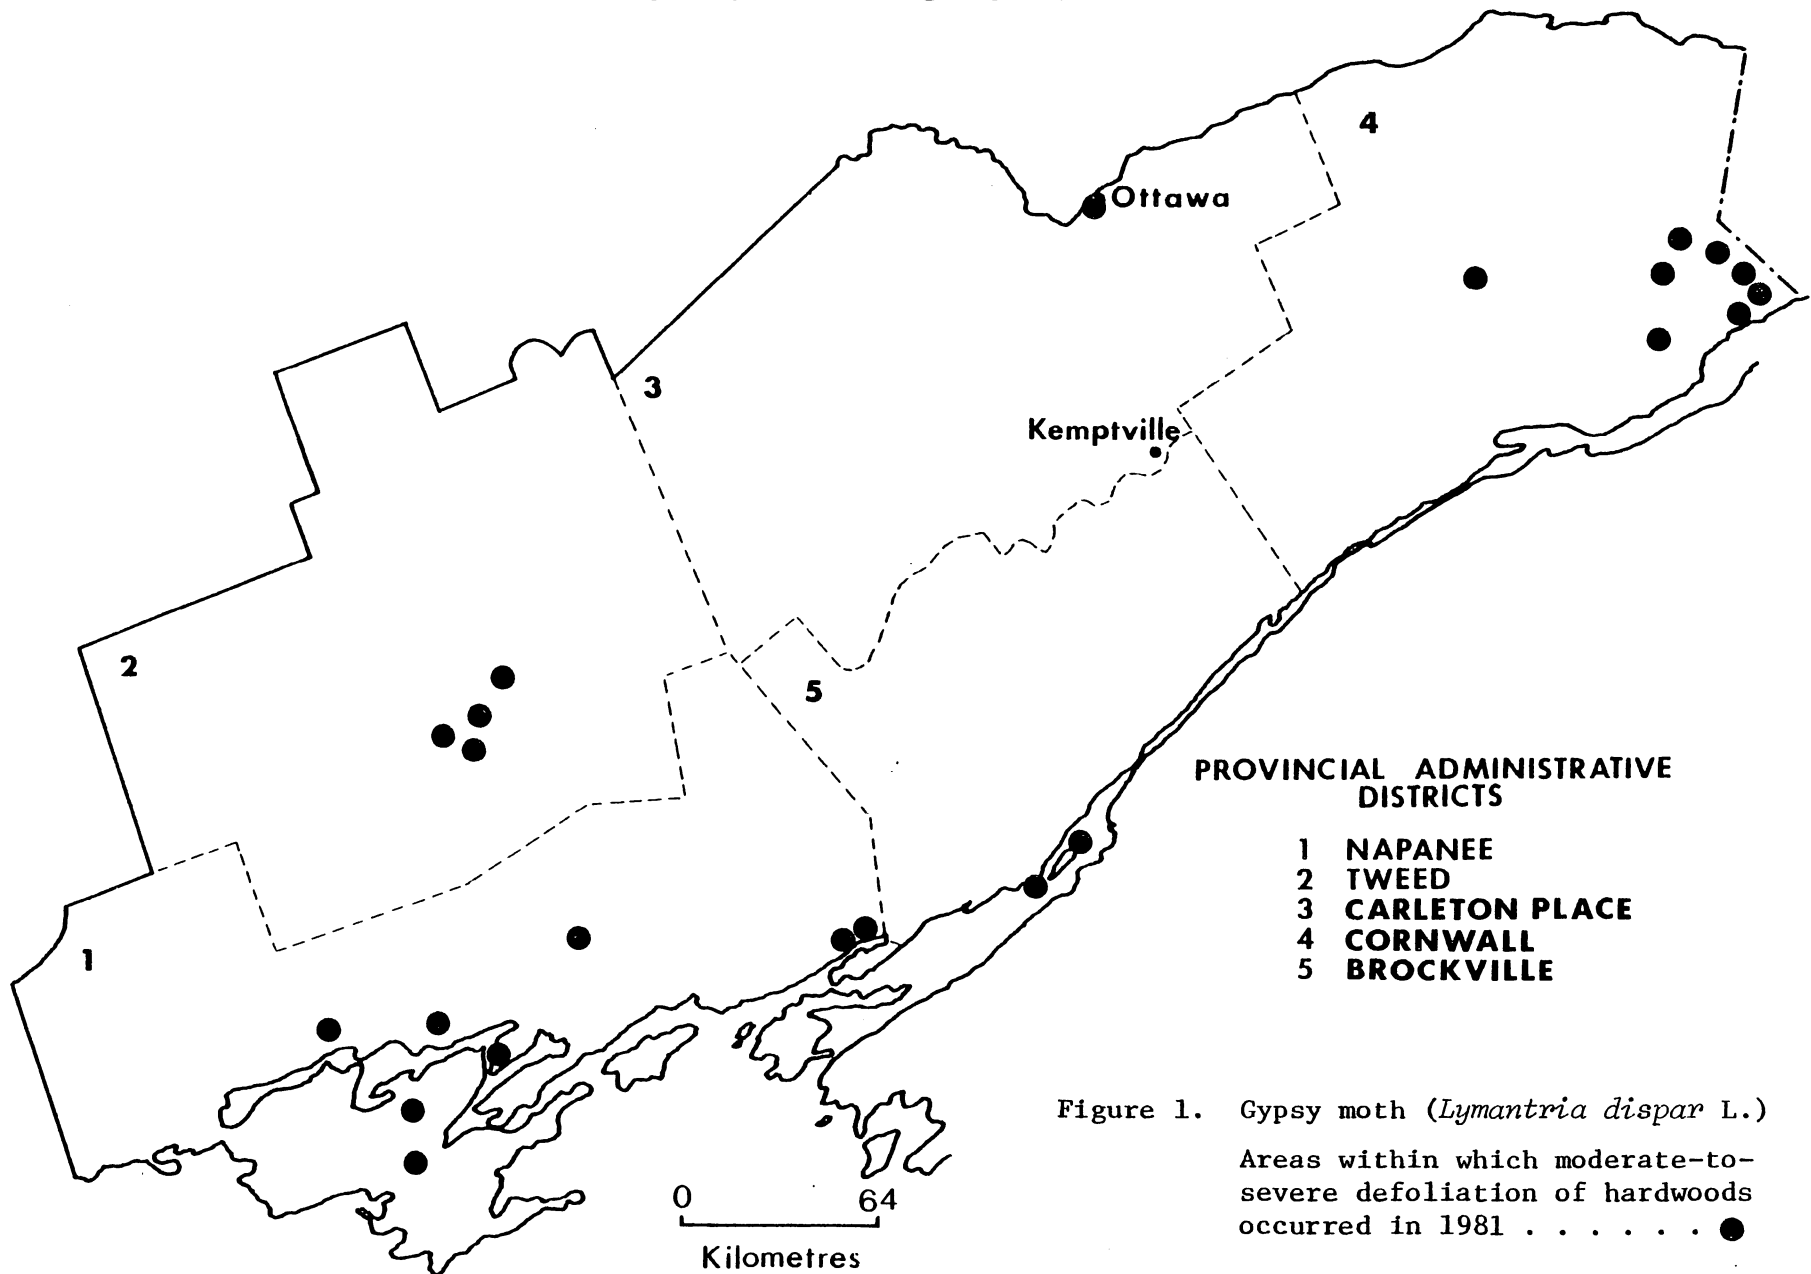 4
Ottawa
3
Kemptville
2
5
PROVINCIAL ADMINISTRATIVE
DISTRICTS
1 NAPANEE
2 TWEED
3 CARLETON PLACE
4 CORNWALL
5 BROCKVILLE
1
Figure 1. Gypsy moth (Lymantria dispar L.)
Areas within which moderate-to-
severe defoliation of hardwoods
occurred in 1981 . . . . . . ●
0 64
Kilometres